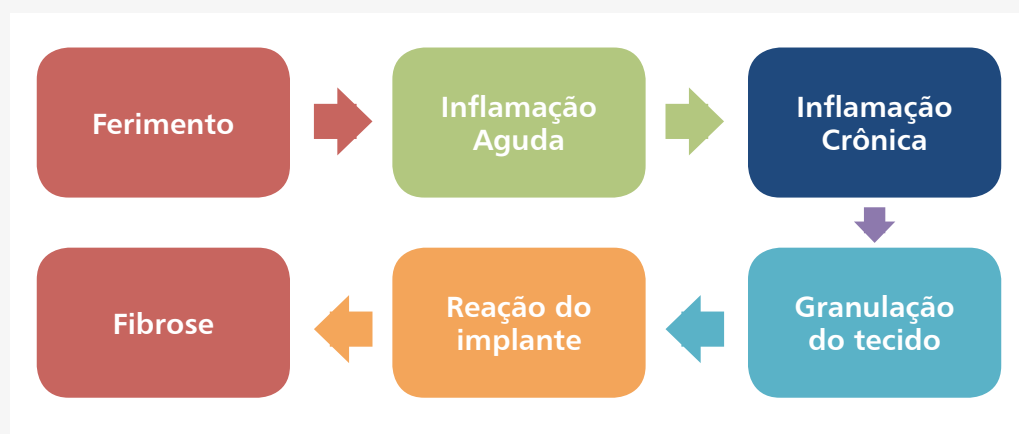 Ferimento
Inflamação
Aguda
Inflamação
Crônica
Granulação
do tecido
Reação do
implante
Fibrose